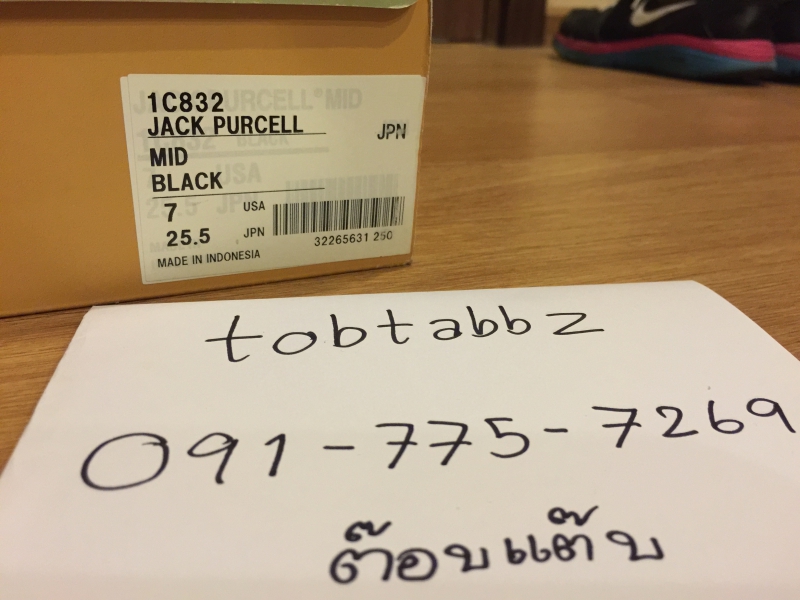 1C832
JACK PURCELL JPN
MID
BLACK
7 USA
25.5 JPN
32265631 250
MADE IN INDONESIA
tobtabbz
091-775-7269
ต๊อบแต๊บ